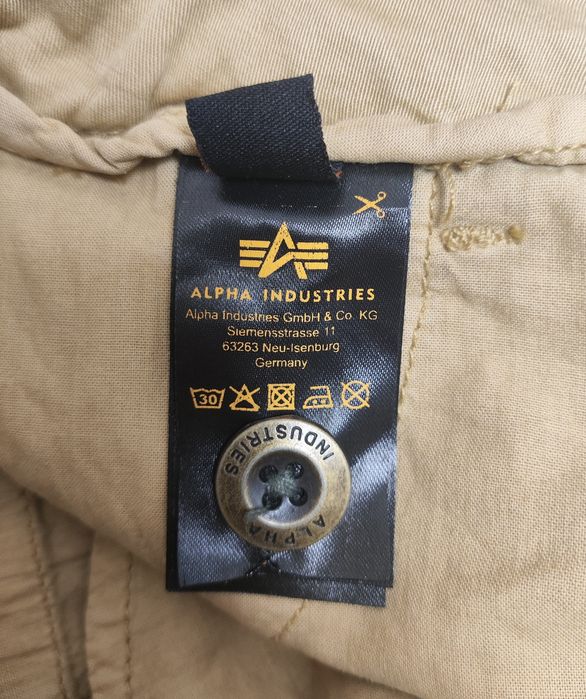 ALPHA INDUSTRIES
Alpha Industries GmbH & Co. KG
Siemensstrasse 11
63263 Neu-Isenburg
Germany
30
INDUSTRIES
ALPHA